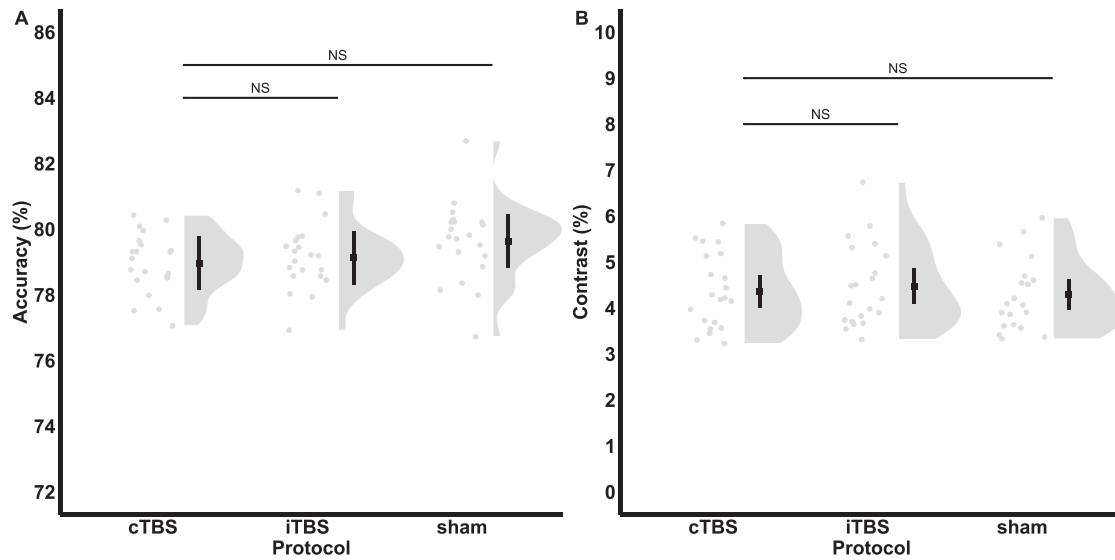 A
Accuracy (%)
86
84
82
80
78
76
74
72
NS
NS
cTBS
iTBS
sham
Protocol
B
Contrast (%)
10
9
8
7
6
5
4
3
2
1
0
NS
NS
cTBS
iTBS
sham
Protocol